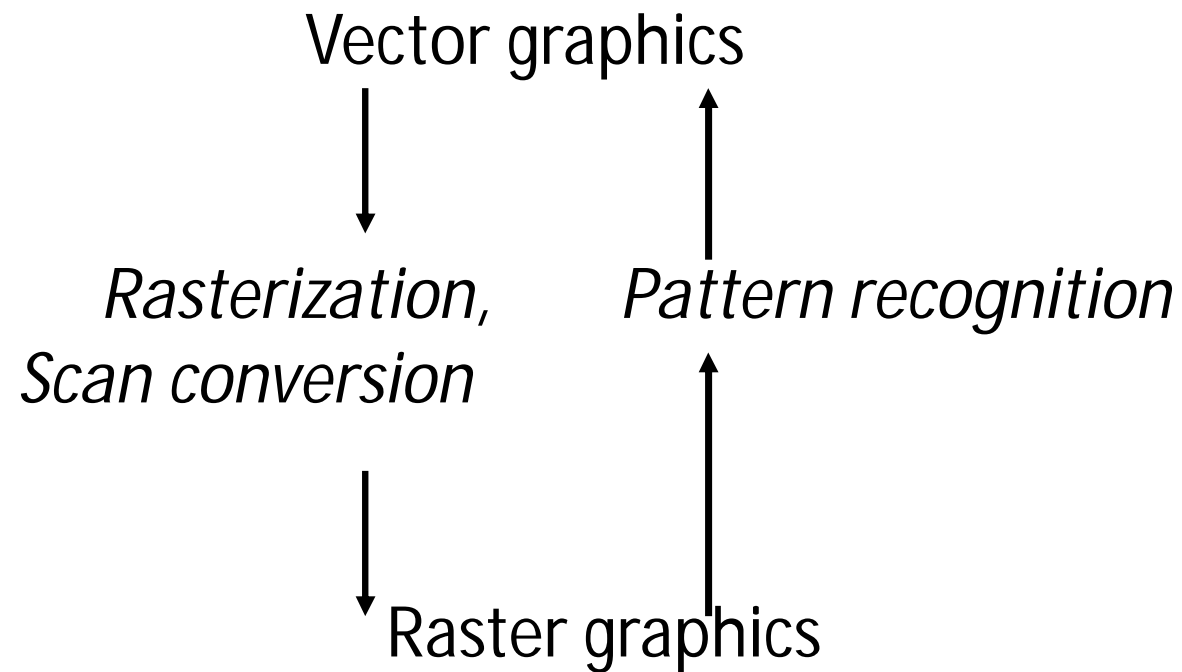 Vector graphics
Rasterization,
Scan conversion
Pattern recognition
Raster graphics